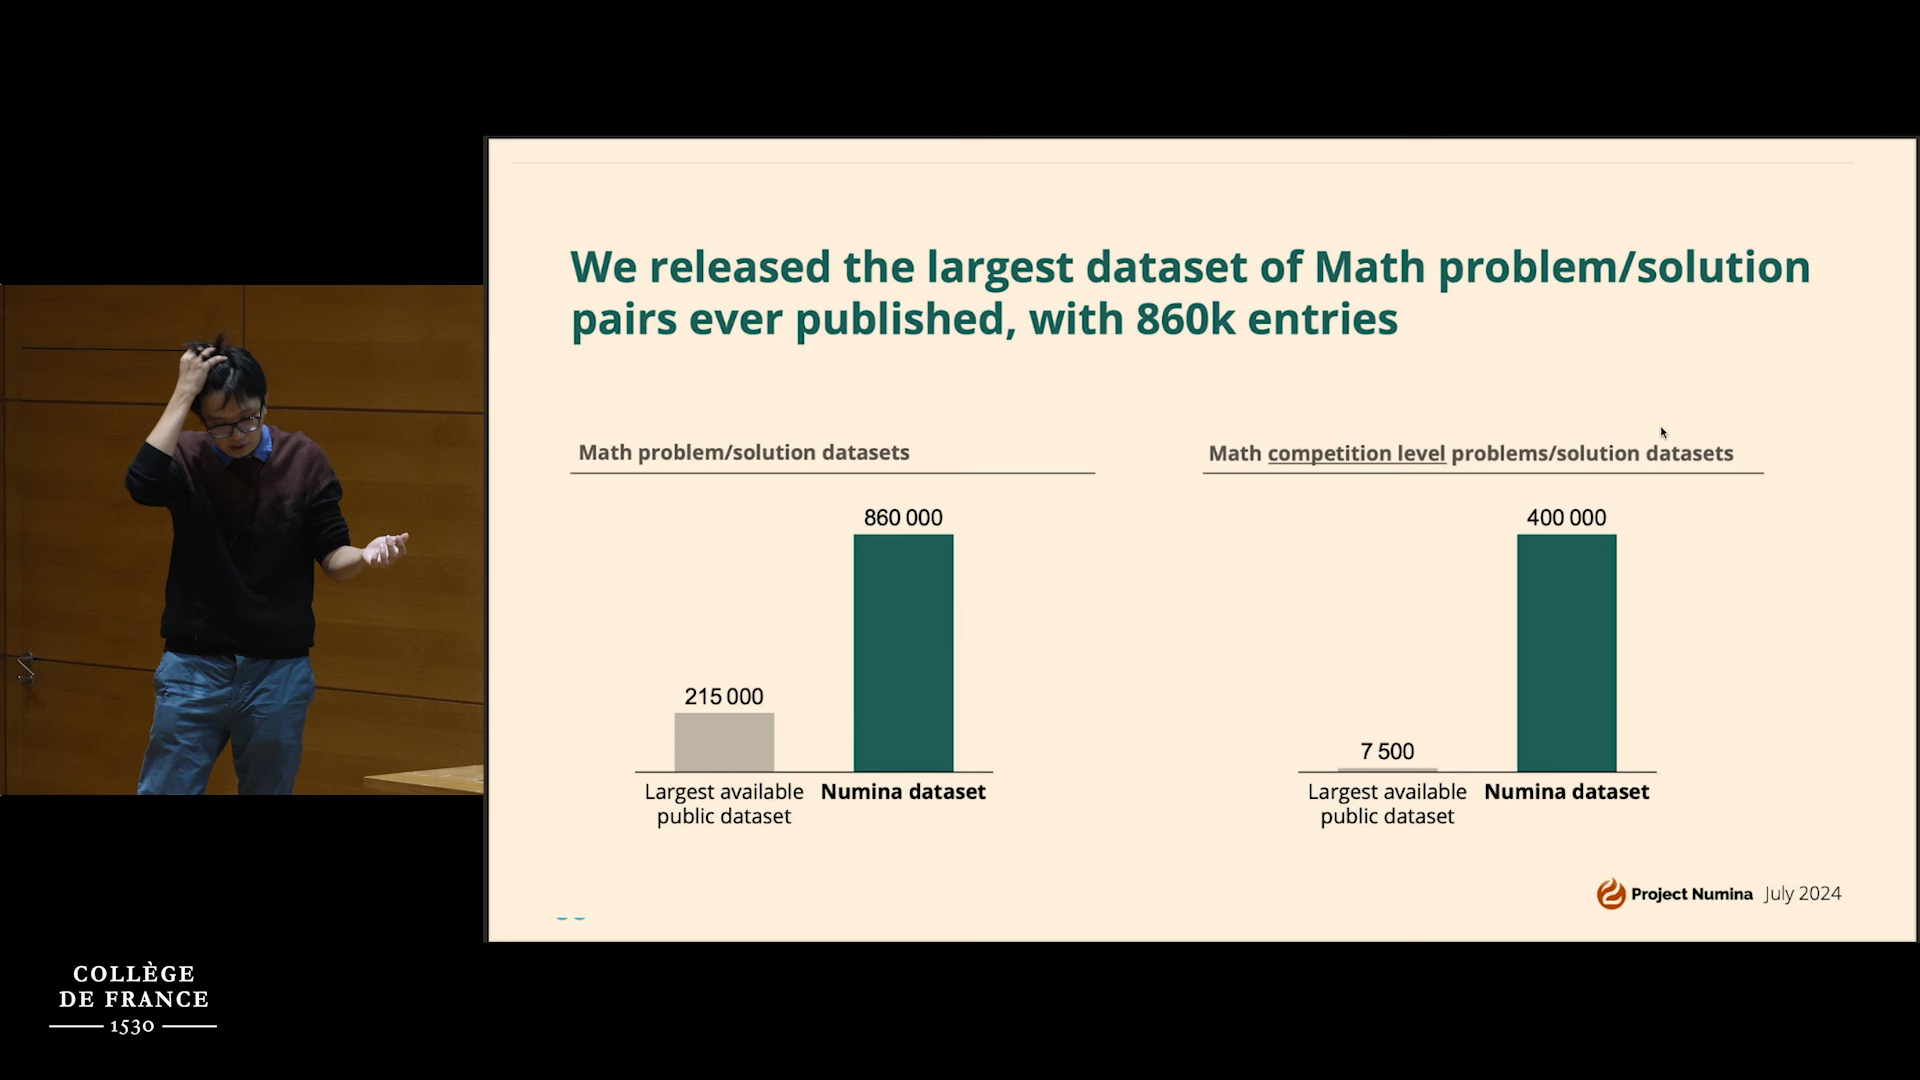 We released the largest dataset of Math problem/solution
pairs ever published, with 860k entries
Math problem/solution datasets
860 000
215 000
Largest available
public dataset
Numina dataset
Math competition level problems/solution datasets
400 000
7 500
Largest available
public dataset
Numina dataset
Project Numina July 2024
COLLÈGE
DE FRANCE
1530